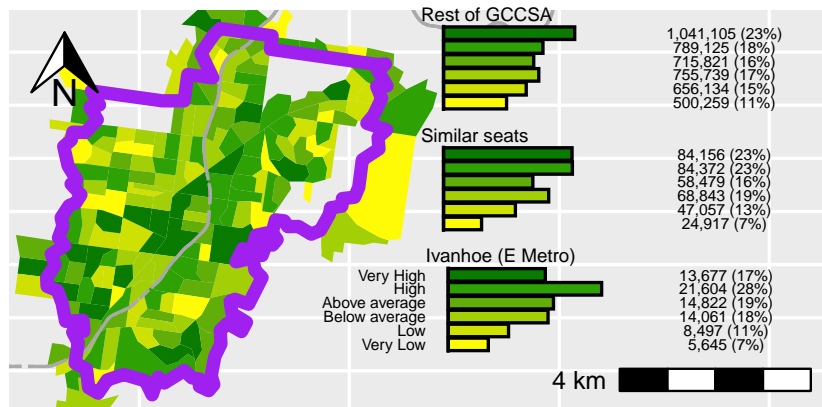 N
Rest of GCCSA
1,041,105 (23%)
789,125 (18%)
715,821 (16%)
755,739 (17%)
656,134 (15%)
500,259 (11%)
Similar seats
84,156 (23%)
84,372 (23%)
58,479 (16%)
68,843 (19%)
47,057 (13%)
24,917 (7%)
Ivanhoe (E Metro)
Very High 13,677 (17%)
High 21,604 (28%)
Above average 14,822 (19%)
Below average 14,061 (18%)
Low 8,497 (11%)
Very Low 5,645 (7%)
4 km